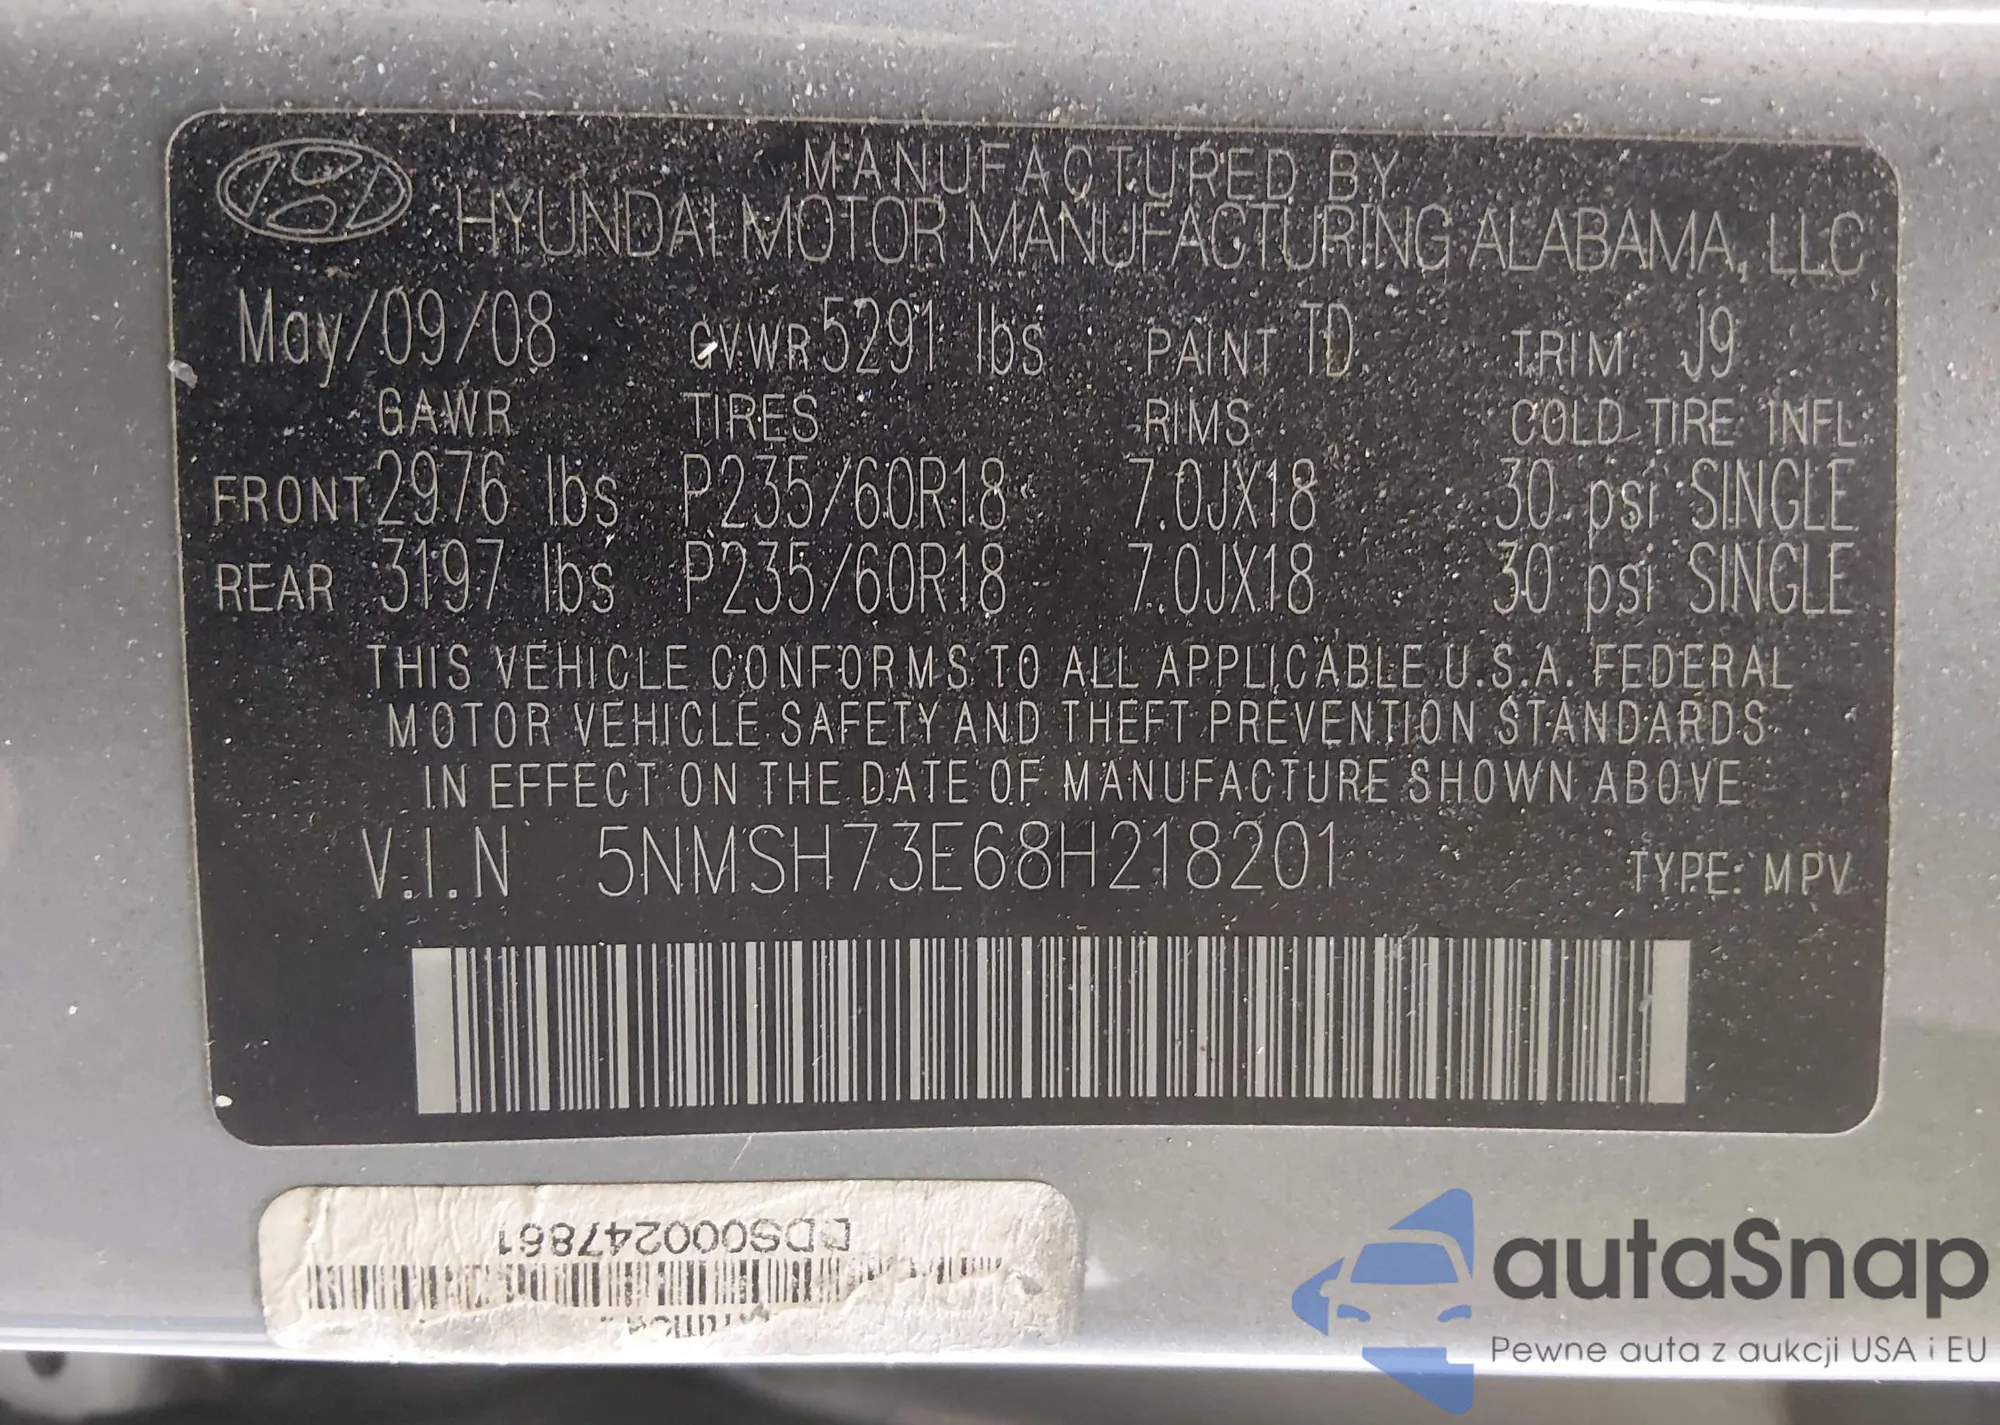 MANUFACTURED BY
HYUNDAI MOTOR MANUFACTURING ALABAMA, LLC
May/09/08 GVWR 5291 lbs PAINT TD TRIM J9
GAWR TIRES RIMS COLD TIRE INFL.
FRONT 2976 lbs P235/60R18 7.0JX18 30 psi SINGLE
REAR 3197 lbs P235/60R18 7.0JX18 30 psi SINGLE
THIS VEHICLE CONFORMS TO ALL APPLICABLE U.S.A. FEDERAL
MOTOR VEHICLE SAFETY AND THEFT PREVENTION STANDARDS
IN EFFECT ON THE DATE OF MANUFACTURE SHOWN ABOVE
V.I.N 5NMSH73E68H218201 TYPE: MPV
DDS000247861
autaSnap
Pewne auta z aukcji USA i EU